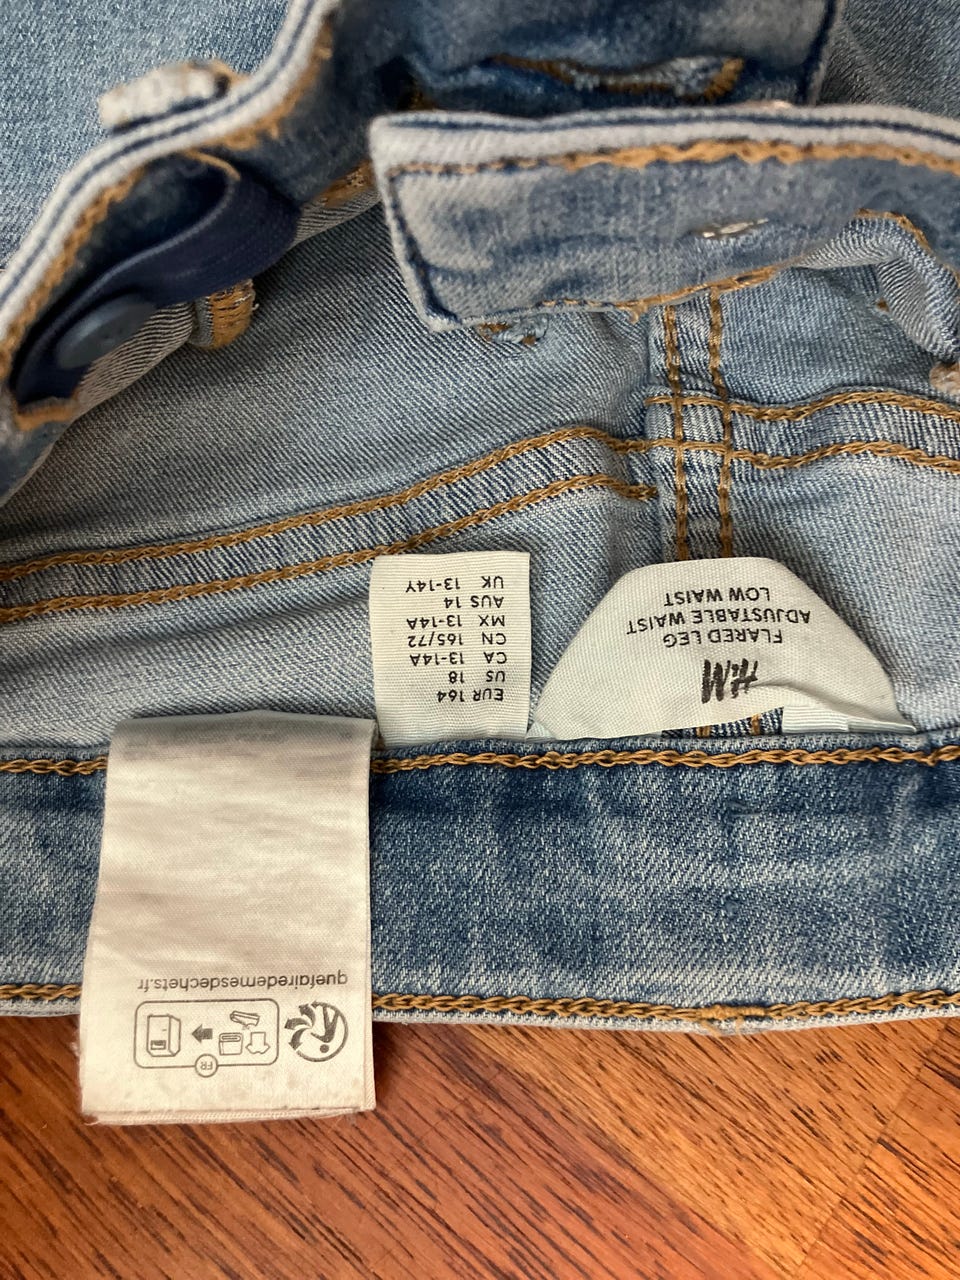 H&M
FLARED LEG
ADJUSTABLE WAIST
LOW WAIST
EUR 164
US 18
CA 13-14A
CN 165/72
MX 13-14A
AUS 14
UK 13-14Y
FR
quefairedemesdechets.fr